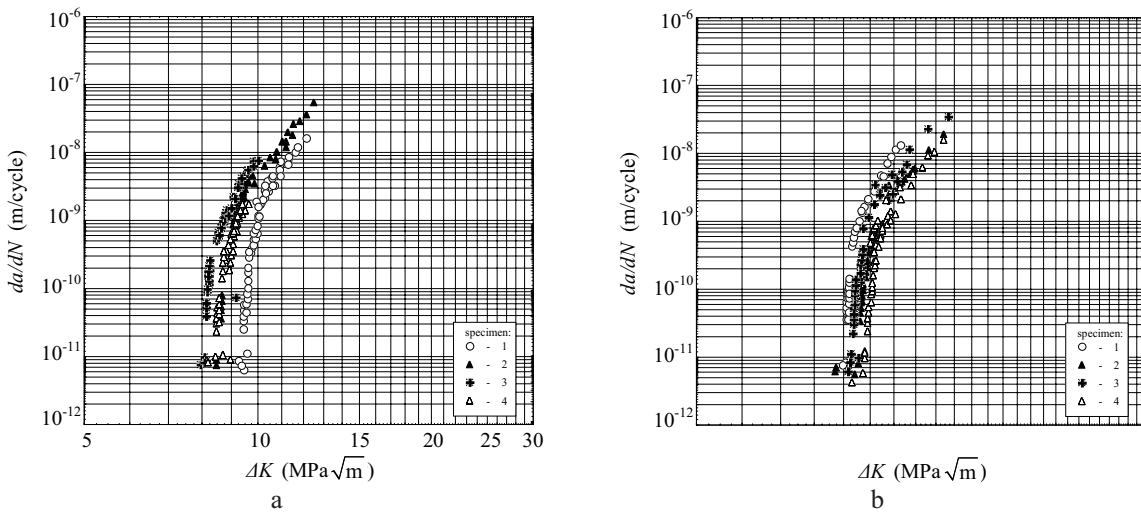 10⁻⁶
10⁻⁷
10⁻⁸
10⁻⁹
10⁻¹⁰
10⁻¹¹
10⁻¹²
da/dN (m/cycle)
5 10 15 20 25 30
ΔK (MPa√m)
specimen:
- 1
- 2
- 3
- 4
a
10⁻⁶
10⁻⁷
10⁻⁸
10⁻⁹
10⁻¹⁰
10⁻¹¹
10⁻¹²
da/dN (m/cycle)
ΔK (MPa√m)
specimen:
- 1
- 2
- 3
- 4
b